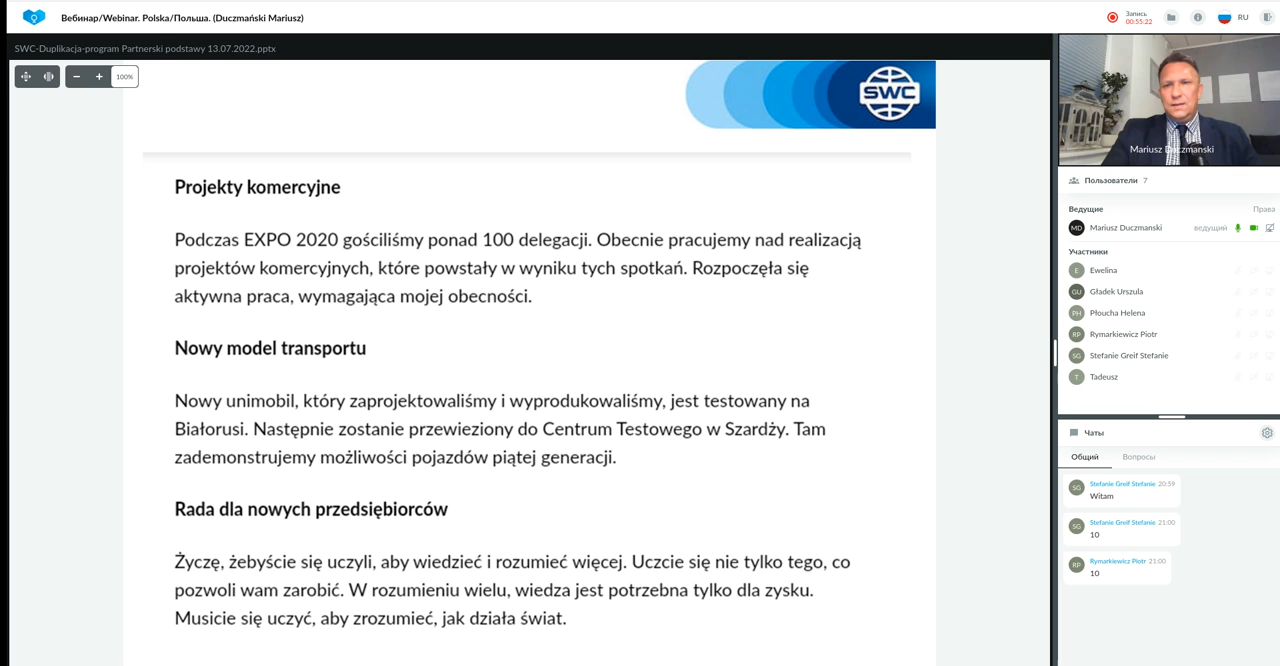 Вебинар/Webinar. Polska/Польша. (Duczmański Mariusz)
Запись
00:55:22
RU
SWC-Duplikacja-program Partnerski podstawy 13.07.2022.pptx
100%
SWC
Projekty komercyjne
Podczas EXPO 2020 gościliśmy ponad 100 delegacji. Obecnie pracujemy nad realizacją
projektów komercyjnych, które powstały w wyniku tych spotkań. Rozpoczęła się
aktywna praca, wymagająca mojej obecności.
Nowy model transportu
Nowy unimobil, który zaprojektowaliśmy i wyprodukowaliśmy, jest testowany na
Białorusi. Następnie zostanie przewieziony do Centrum Testowego w Szardży. Tam
zademonstrujemy możliwości pojazdów piątej generacji.
Rada dla nowych przedsiębiorców
Życzę, żebyście się uczyli, aby wiedzieć i rozumieć więcej. Uczcie się nie tylko tego, co
pozwoli wam zarobić. W rozumieniu wielu, wiedza jest potrzebna tylko dla zysku.
Musicie się uczyć, aby zrozumieć, jak działa świat.
Mariusz Duczmanski
Пользователи 7
Ведущие Права
MD Mariusz Duczmanski ведущий
Участники
E Ewelina
GU Gładek Urszula
PH Płoucha Helena
RP Rymarkiewicz Piotr
SG Stefanie Greif Stefanie
T Tadeusz
Чаты
Общий Вопросы
SG Stefanie Greif Stefanie 20:59
Witam
SG Stefanie Greif Stefanie 21:00
10
RP Rymarkiewicz Piotr 21:00
10